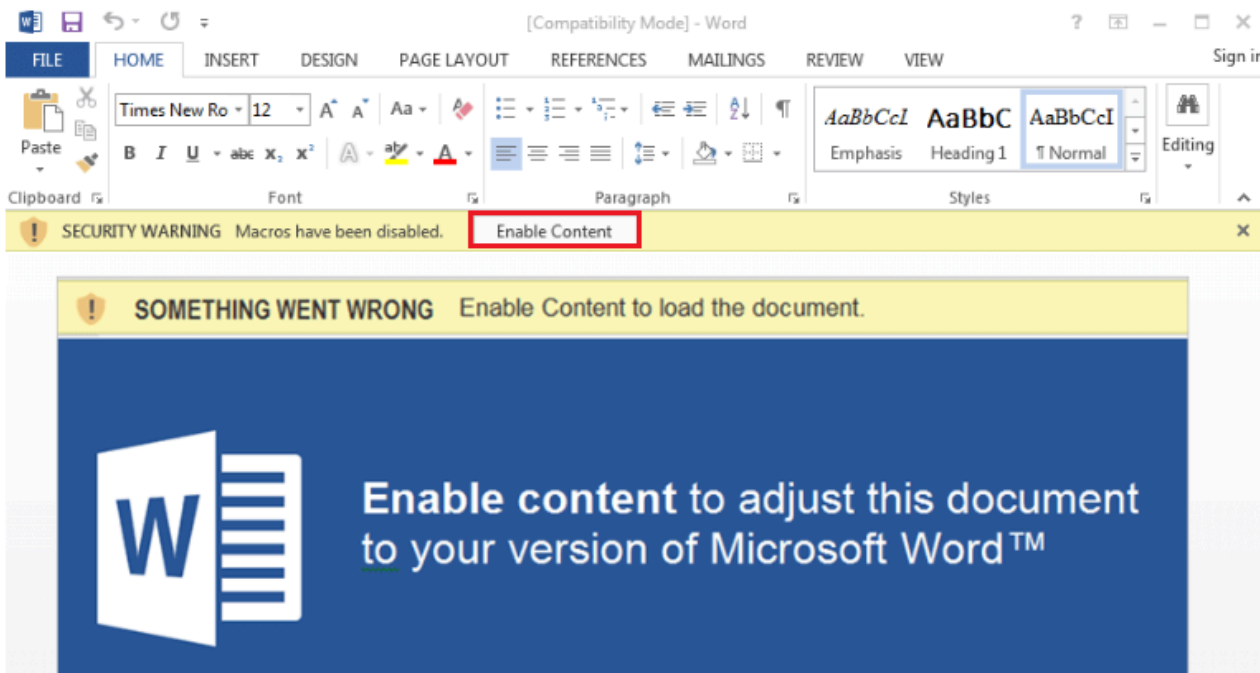 [Compatibility Mode] - Word
?
FILE HOME INSERT DESIGN PAGE LAYOUT REFERENCES MAILINGS REVIEW VIEW Sign in
Times New Ro 12 A A Aa
Paste
B I U abc X₂ X² A aby A
AaBbCcI AaBbC AaBbCcI
Emphasis Heading 1 ¶ Normal
Editing
Clipboard Font Paragraph Styles
SECURITY WARNING Macros have been disabled. Enable Content
SOMETHING WENT WRONG Enable Content to load the document.
W
Enable content to adjust this document
to your version of Microsoft Word™